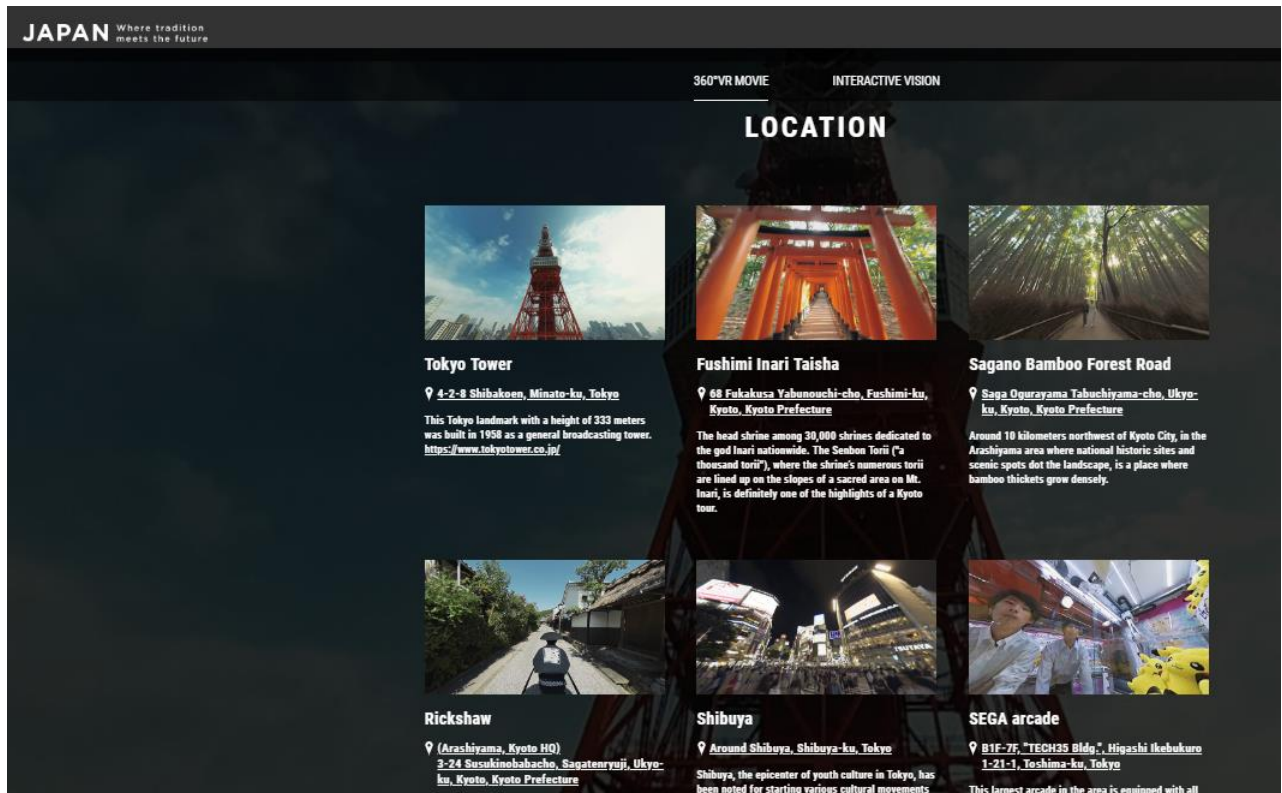 JAPAN Where tradition
meets the future
360°VR MOVIE
INTERACTIVE VISION
LOCATION
Tokyo Tower
4-2-8 Shibakoen, Minato-ku, Tokyo
This Tokyo landmark with a height of 333 meters
was built in 1958 as a general broadcasting tower.
https://www.tokyotower.co.jp/
Fushimi Inari Taisha
68 Fukakusa Yabunouchi-cho, Fushimi-ku,
Kyoto, Kyoto Prefecture
The head shrine among 30,000 shrines dedicated to
the god Inari nationwide. The Senbon Torii ("a
thousand torii"), where the shrine's numerous torii
are lined up on the slopes of a sacred area on Mt.
Inari, is definitely one of the highlights of a Kyoto
tour.
Sagano Bamboo Forest Road
Saga Ogurayama Tabuchiyama-cho, Ukyo-
ku, Kyoto, Kyoto Prefecture
Around 10 kilometers northwest of Kyoto City, in the
Arashiyama area where national historic sites and
scenic spots dot the landscape, is a place where
bamboo thickets grow densely.
Rickshaw
(Arashiyama, Kyoto HQ)
3-24 Susukinobabacho, Sagatenryuji, Ukyo-
ku, Kyoto, Kyoto Prefecture
TSUTAYA
Shibuya
Around Shibuya, Shibuya-ku, Tokyo
Shibuya, the epicenter of youth culture in Tokyo, has
been noted for starting various cultural movements
SEGA arcade
B1F-7F, "TECH35 Bldg.", Higashi Ikebukuro
1-21-1, Toshima-ku, Tokyo
This largest arcade in the area is equipped with all